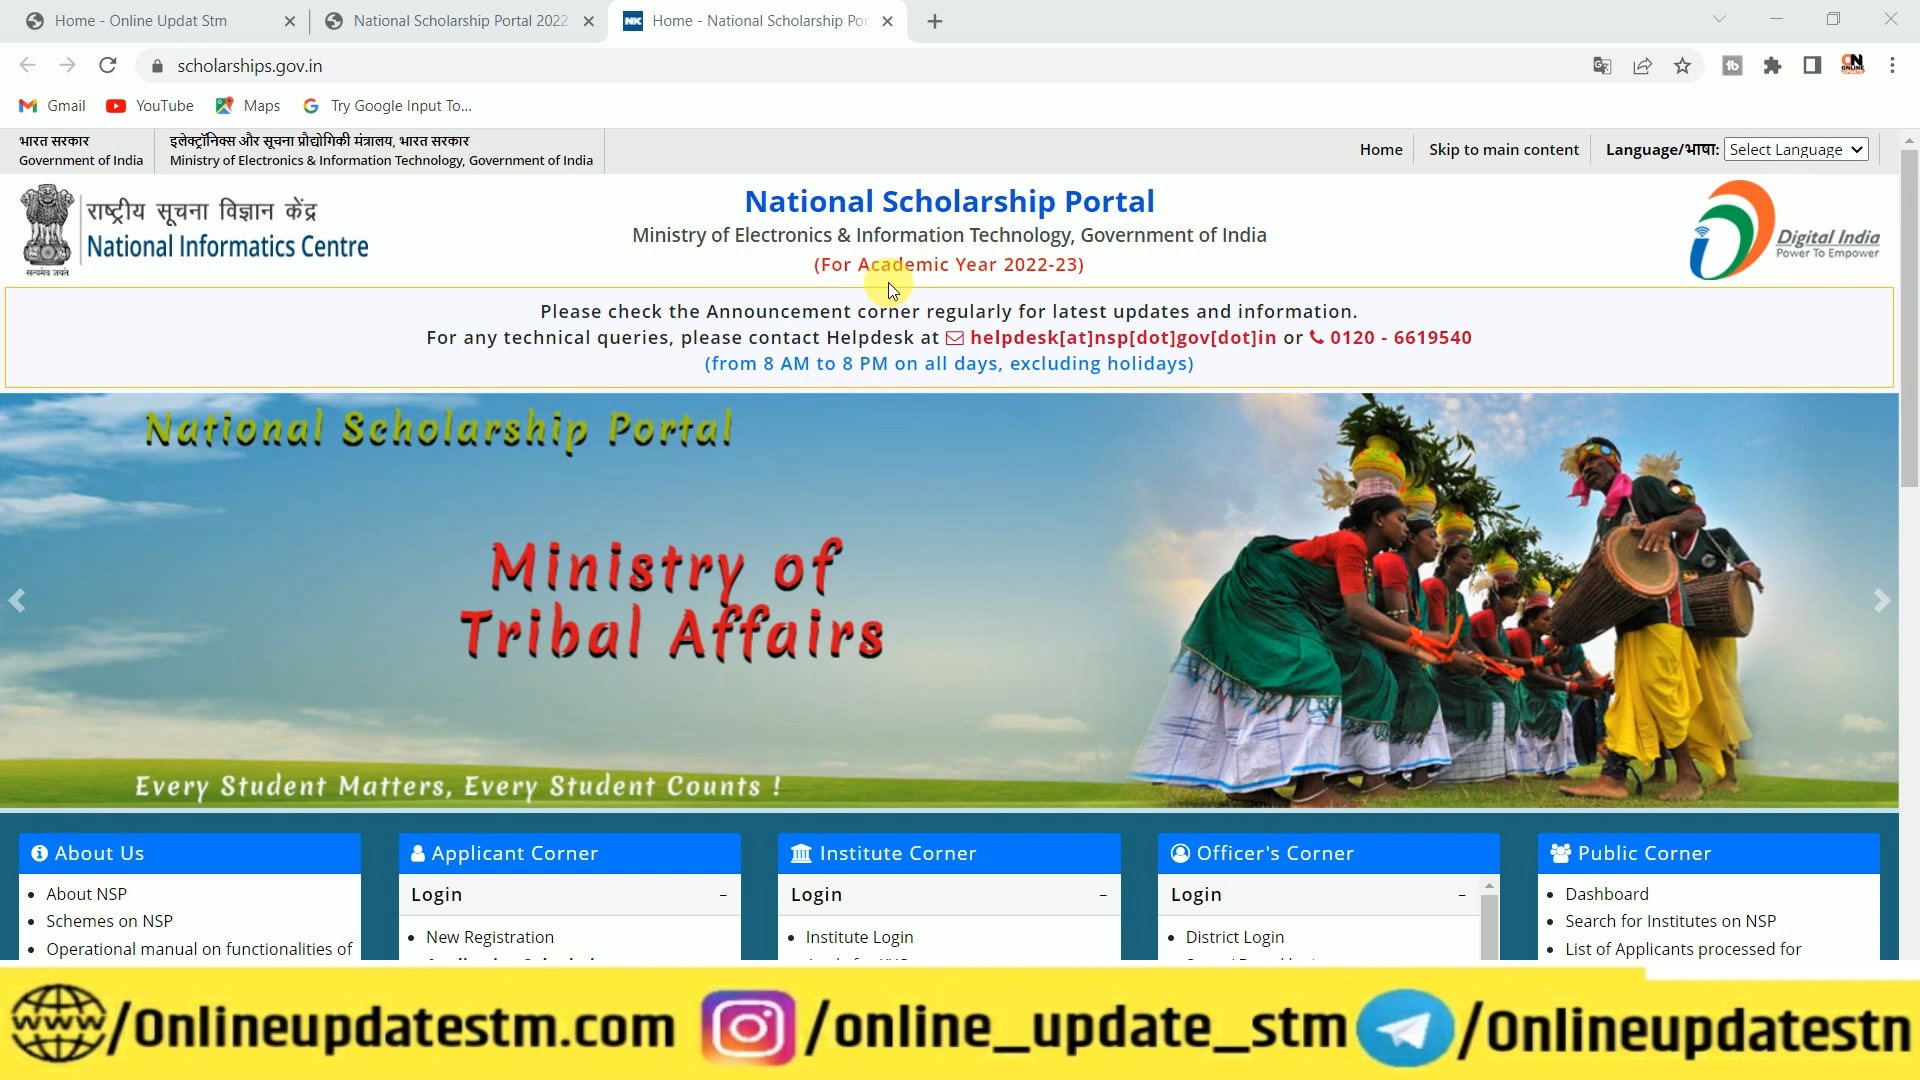 Home - Online Updat Stm
National Scholarship Portal 2022
Home - National Scholarship Por
scholarships.gov.in
Gmail
YouTube
Maps
Try Google Input To...
भारत सरकार
Government of India
इलेक्ट्रॉनिक्स और सूचना प्रौद्योगिकी मंत्रालय, भारत सरकार
Ministry of Electronics & Information Technology, Government of India
Home
Skip to main content
Language/भाषा:
Select Language
सत्यमेव जयते
राष्ट्रीय सूचना विज्ञान केंद्र
National Informatics Centre
National Scholarship Portal
Ministry of Electronics & Information Technology, Government of India
(For Academic Year 2022-23)
Digital India
Power To Empower
Please check the Announcement corner regularly for latest updates and information.
For any technical queries, please contact Helpdesk at helpdesk[at]nsp[dot]gov[dot]in or 0120 - 6619540
(from 8 AM to 8 PM on all days, excluding holidays)
National Scholarship Portal
Ministry of
Tribal Affairs
Every Student Matters, Every Student Counts !
About Us
About NSP
Schemes on NSP
Operational manual on functionalities of
Applicant Corner
Login –
New Registration
Institute Corner
Login –
Institute Login
Officer's Corner
Login –
District Login
Public Corner
Dashboard
Search for Institutes on NSP
List of Applicants processed for
www/Onlineupdatestm.com
/online_update_stm
/Onlineupdatestn